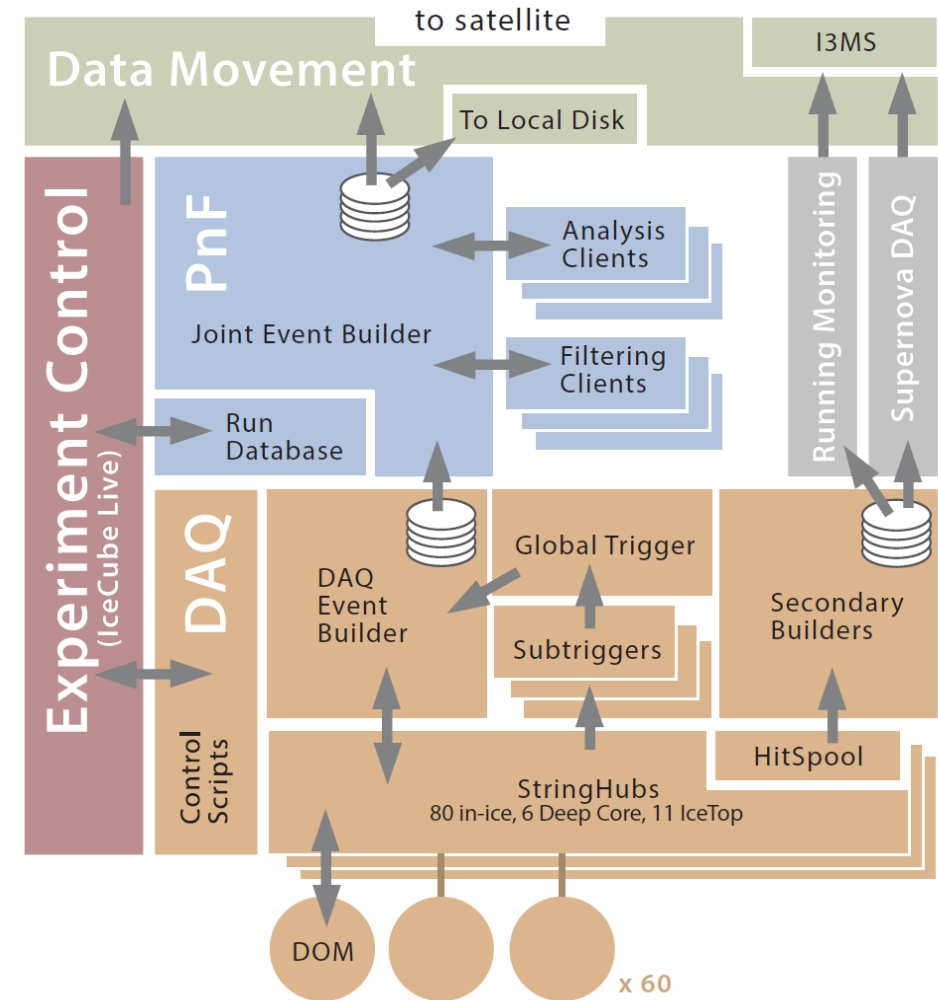 to satellite
I3MS
Data Movement
To Local Disk
Experiment Control
(IceCube Live)
PnF
Joint Event Builder
Analysis
Clients
Filtering
Clients
Run
Database
Running Monitoring
Supernova DAQ
DAQ
Control
Scripts
DAQ
Event
Builder
Global Trigger
Subtriggers
Secondary
Builders
HitSpool
StringHubs
80 in-ice, 6 Deep Core, 11 IceTop
DOM
x 60